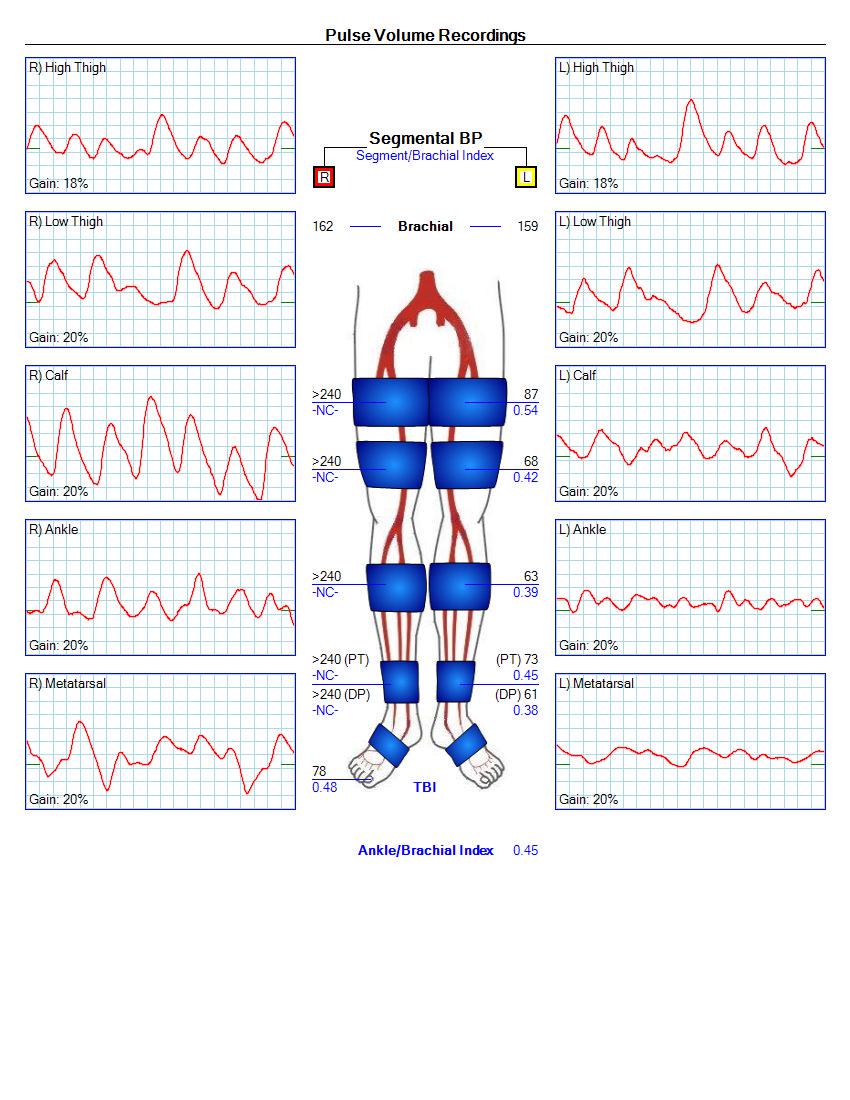 Pulse Volume Recordings
R) High Thigh
Gain: 18%
R) Low Thigh
Gain: 20%
R) Calf
Gain: 20%
R) Ankle
Gain: 20%
R) Metatarsal
Gain: 20%
Segmental BP
Segment/Brachial Index
R L
162 Brachial 159
>240 87
-NC- 0.54
>240 68
-NC- 0.42
>240 63
-NC- 0.39
>240 (PT) (PT) 73
-NC- 0.45
>240 (DP) (DP) 61
-NC- 0.38
78
0.48 TBI
Ankle/Brachial Index 0.45
L) High Thigh
Gain: 18%
L) Low Thigh
Gain: 20%
L) Calf
Gain: 20%
L) Ankle
Gain: 20%
L) Metatarsal
Gain: 20%